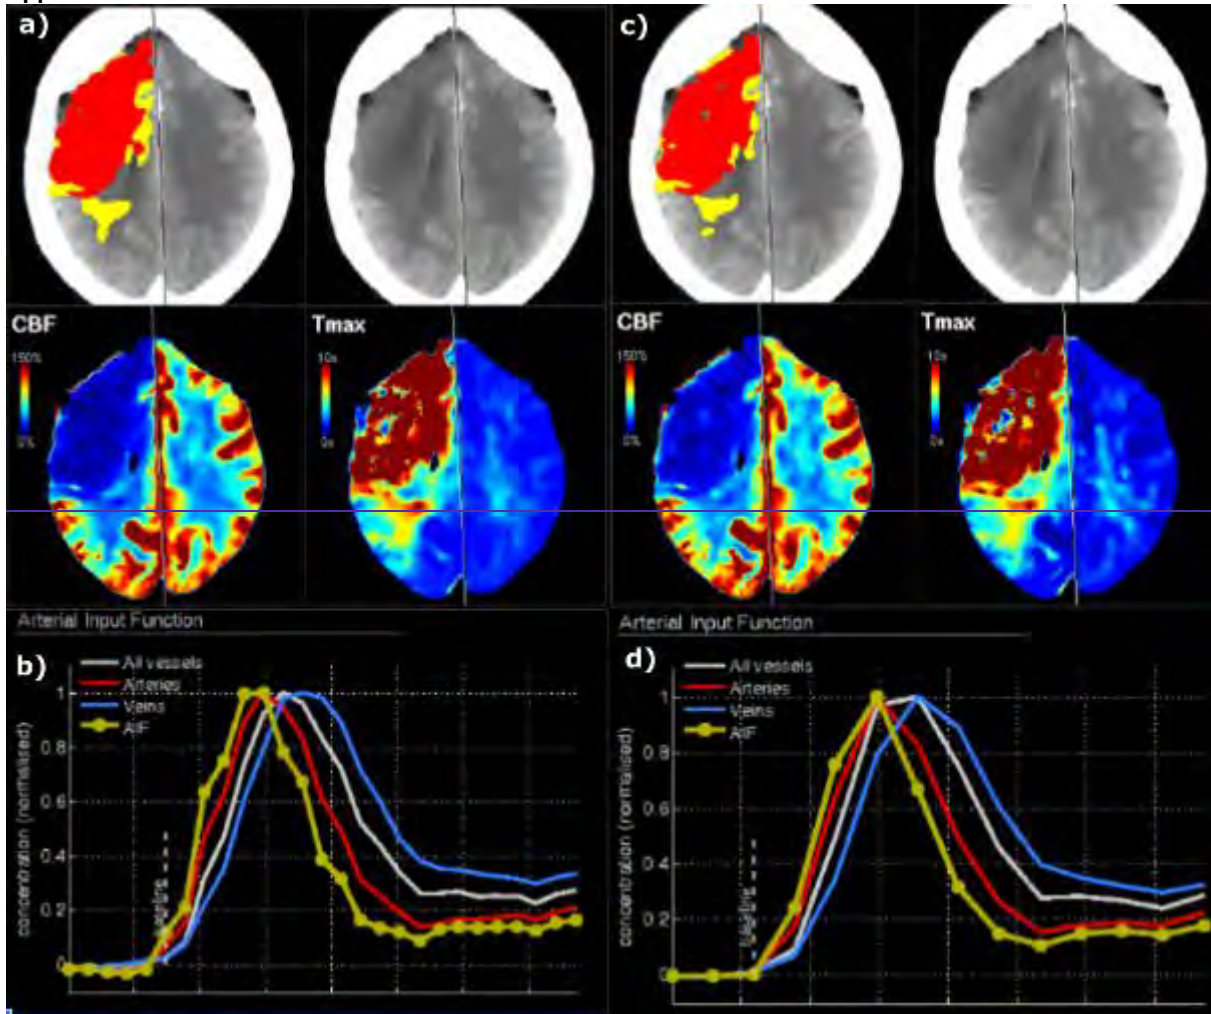 a)
c)
CBF
150%
0%
Tmax
10s
0s
CBF
150%
0%
Tmax
10s
0s
Arterial Input Function
b)
All vessels
Arteries
Veins
AIF
concentration (normalised)
1
0.8
0.6
0.4
0.2
0
baseline
Arterial Input Function
d)
All vessels
Arteries
Veins
AIF
concentration (normalised)
1
0.8
0.6
0.4
0.2
0
baseline